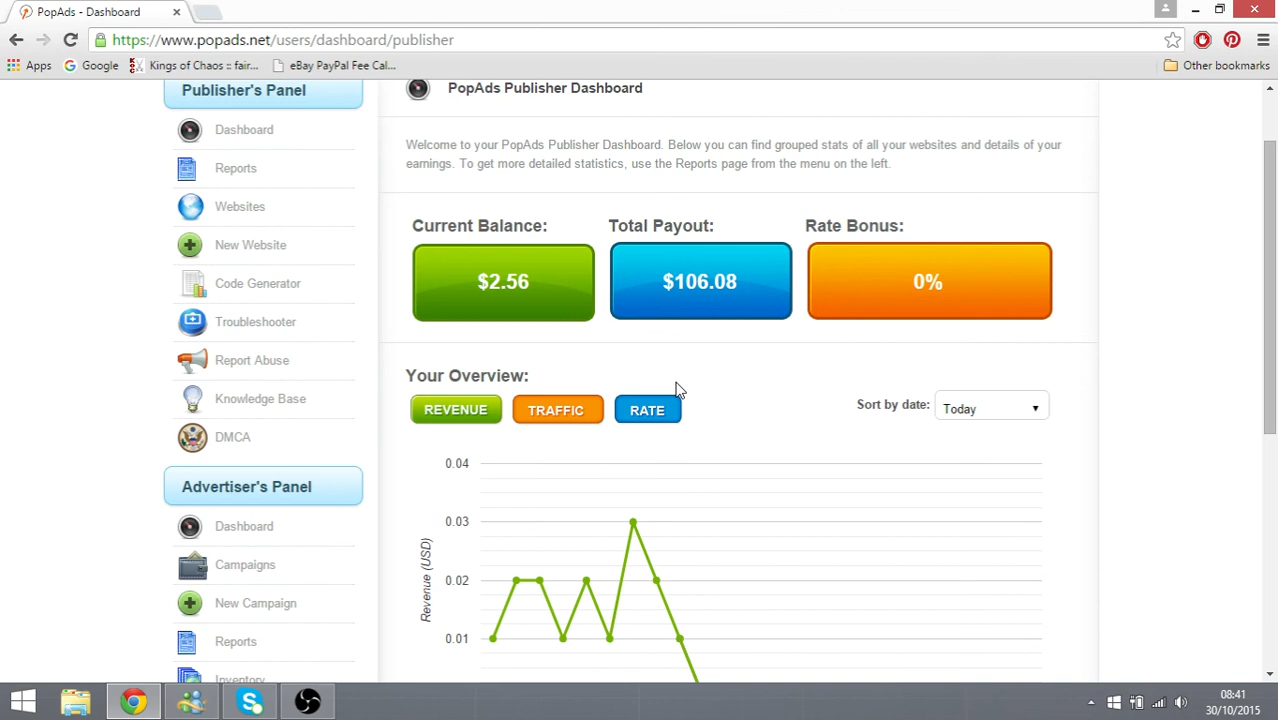 PopAds - Dashboard
https://www.popads.net/users/dashboard/publisher
Apps
Google
Kings of Chaos :: fair...
eBay PayPal Fee Cal...
Other bookmarks
Publisher's Panel
Dashboard
Reports
Websites
New Website
Code Generator
Troubleshooter
Report Abuse
Knowledge Base
DMCA
Advertiser's Panel
Dashboard
Campaigns
New Campaign
Reports
Inventory
PopAds Publisher Dashboard
Welcome to your PopAds Publisher Dashboard. Below you can find grouped stats of all your websites and details of your
earnings. To get more detailed statistics, use the Reports page from the menu on the left.
Current Balance:
Total Payout:
Rate Bonus:
$2.56
$106.08
0%
Your Overview:
REVENUE
TRAFFIC
RATE
Sort by date:
Today
0.04
0.03
0.02
0.01
Revenue (USD)
08:41
30/10/2015